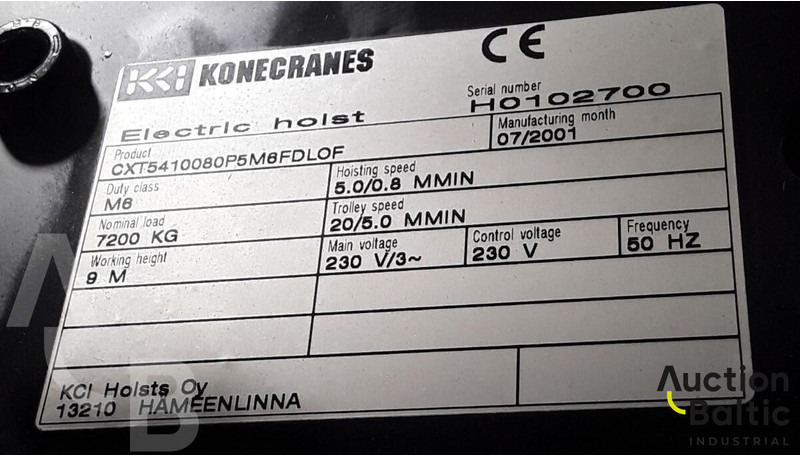 KCI KONECRANES
CE
Serial number
Electric hoist H0102700
Product
CXT5410080P5M6FDLOF
Manufacturing month
07/2001
Duty class
M6
Hoisting speed
5.0/0.8 MMIN
Nominal load
7200 KG
Trolley speed
20/5.0 MMIN
Working height
9 M
Main voltage
230 V/3~
Control voltage
230 V
Frequency
50 HZ
KCI Hoists Oy
13210 HÄMEENLINNA
Auction
Baltic
INDUSTRIAL